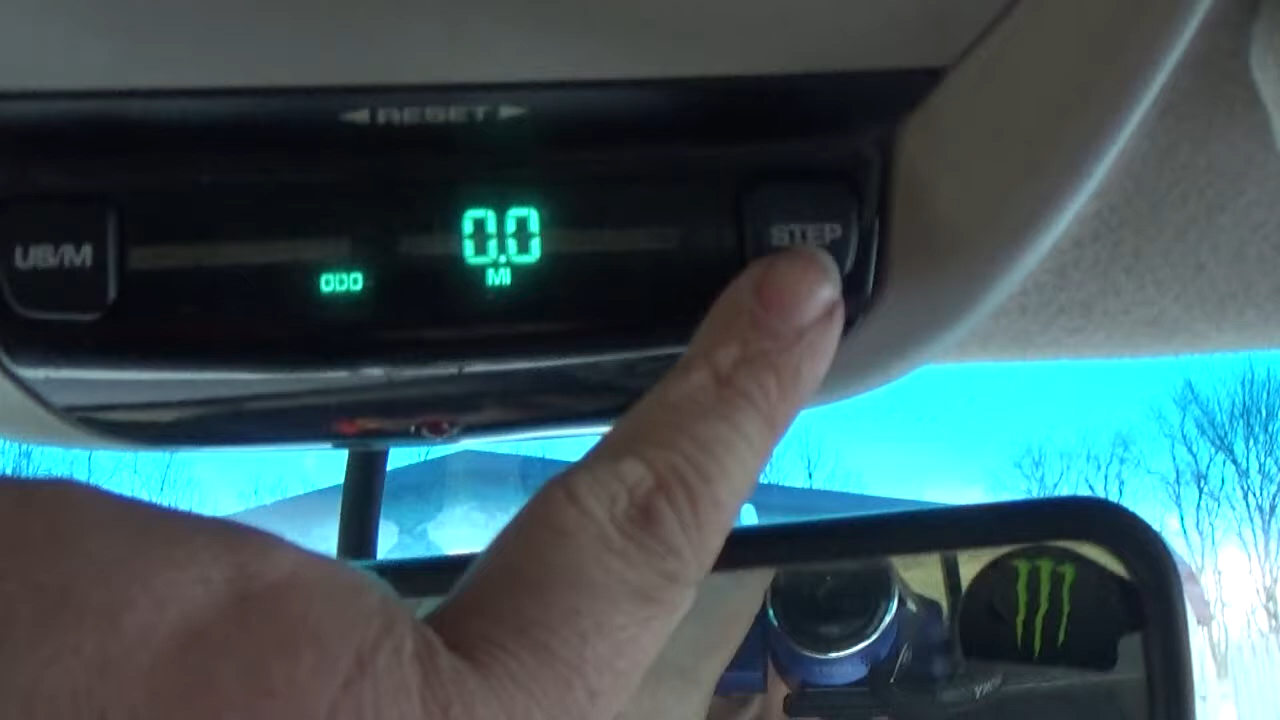 ◄ RESET ►
US/M
0.0
STEP
ODO
MI